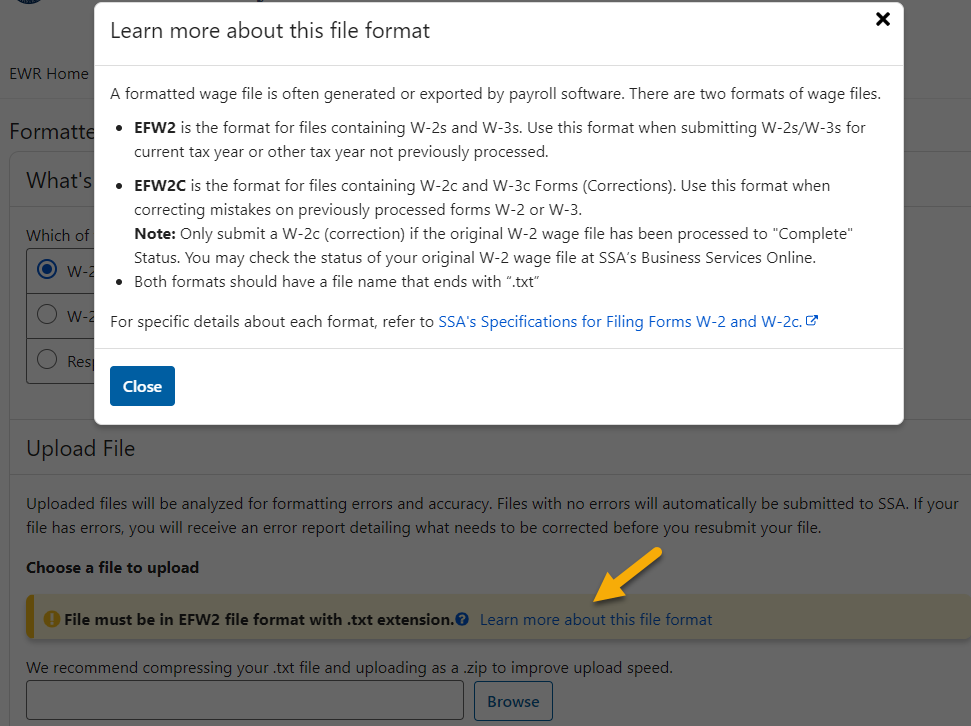 Learn more about this file format
EWR Home
A formatted wage file is often generated or exported by payroll software. There are two formats of wage files.
Formatte
• EFW2 is the format for files containing W-2s and W-3s. Use this format when submitting W-2s/W-3s for
current tax year or other tax year not previously processed.
What's
• EFW2C is the format for files containing W-2c and W-3c Forms (Corrections). Use this format when
correcting mistakes on previously processed forms W-2 or W-3.
Which of
Note: Only submit a W-2c (correction) if the original W-2 wage file has been processed to "Complete"
Status. You may check the status of your original W-2 wage file at SSA's Business Services Online.
W-2
• Both formats should have a file name that ends with “.txt”
W-2
For specific details about each format, refer to SSA's Specifications for Filing Forms W-2 and W-2c.
Resp
Close
Upload File
Uploaded files will be analyzed for formatting errors and accuracy. Files with no errors will automatically be submitted to SSA. If your
file has errors, you will receive an error report detailing what needs to be corrected before you resubmit your file.
Choose a file to upload
File must be in EFW2 file format with .txt extension. Learn more about this file format
We recommend compressing your .txt file and uploading as a .zip to improve upload speed.
Browse